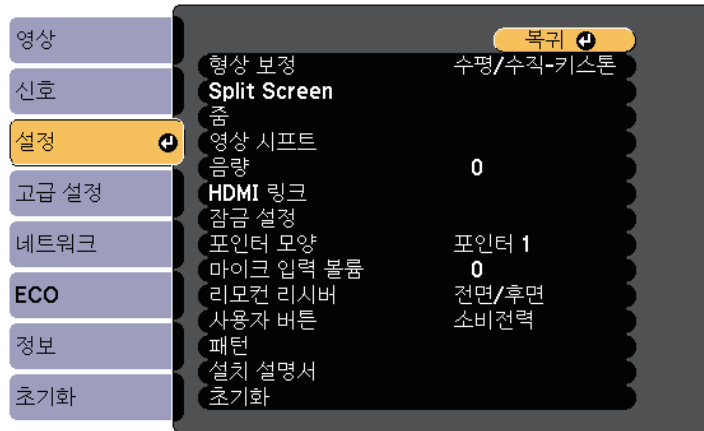 영상
신호
설정
고급 설정
네트워크
ECO
정보
초기화
복귀
형상 보정 수평/수직-키스톤
Split Screen
줌
영상 시프트
음량 0
HDMI 링크
잠금 설정
포인터 모양 포인터 1
마이크 입력 볼륨 0
리모컨 리시버 전면/후면
사용자 버튼 소비전력
패턴
설치 설명서
초기화